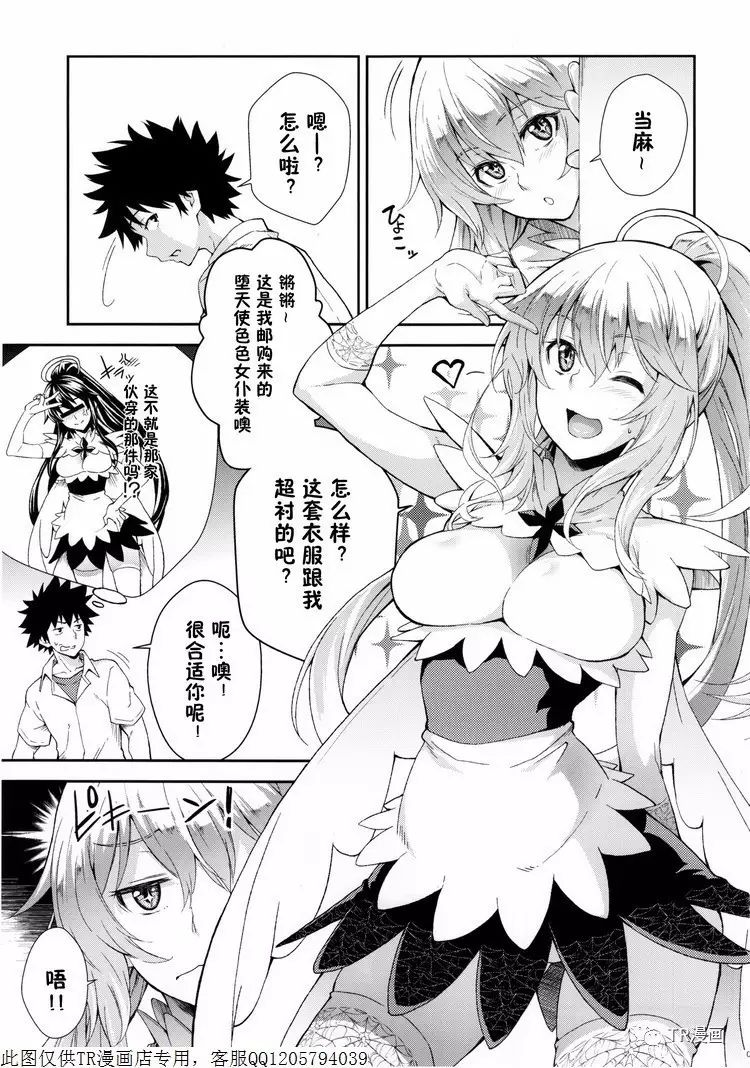 当
麻
~
ぴょこッ
嗯—?
怎么啦?
锵锵~
这是我邮购来的
堕天使色色女仆装噢
怎么样?
这套衣服跟我
超衬的吧?
这不就是那家
伙穿的那件吗!?
呃…噢!
很合适你呢!
ピキーン!
唔!!
TR漫画
此图仅供TR漫画店专用，客服QQ1205794039